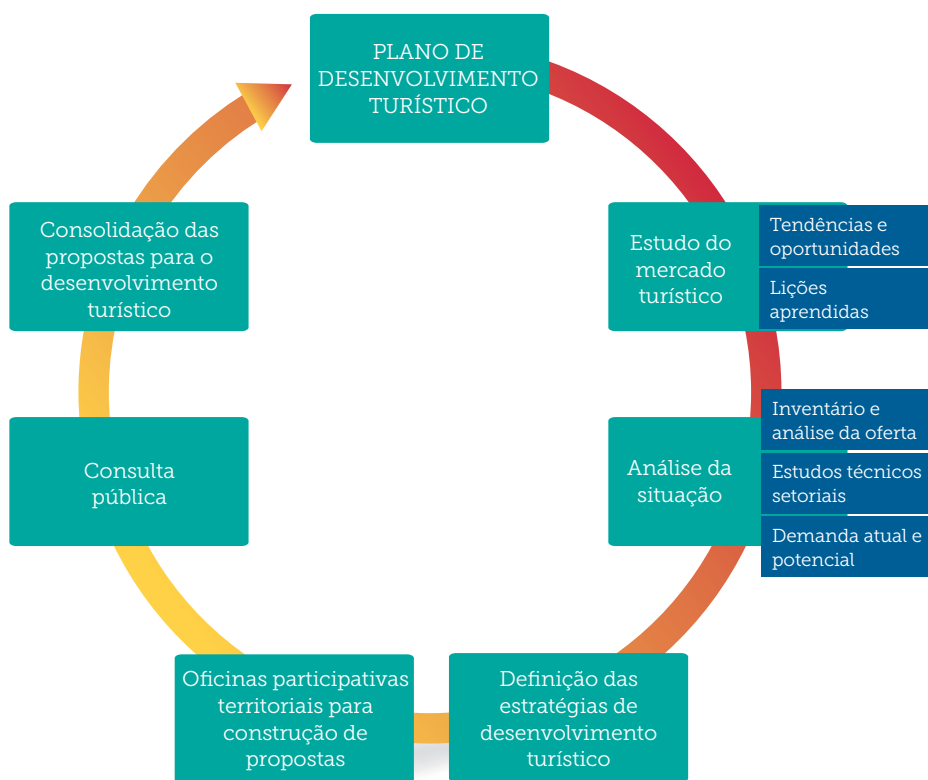 PLANO DE
DESENVOLVIMENTO
TURÍSTICO
Estudo do
mercado
turístico
Tendências e
oportunidades
Lições
aprendidas
Análise da
situação
Inventário e
análise da oferta
Estudos técnicos
setoriais
Demanda atual e
potencial
Definição das
estratégias de
desenvolvimento
turístico
Oficinas participativas
territoriais para
construção de
propostas
Consulta
pública
Consolidação das
propostas para o
desenvolvimento
turístico